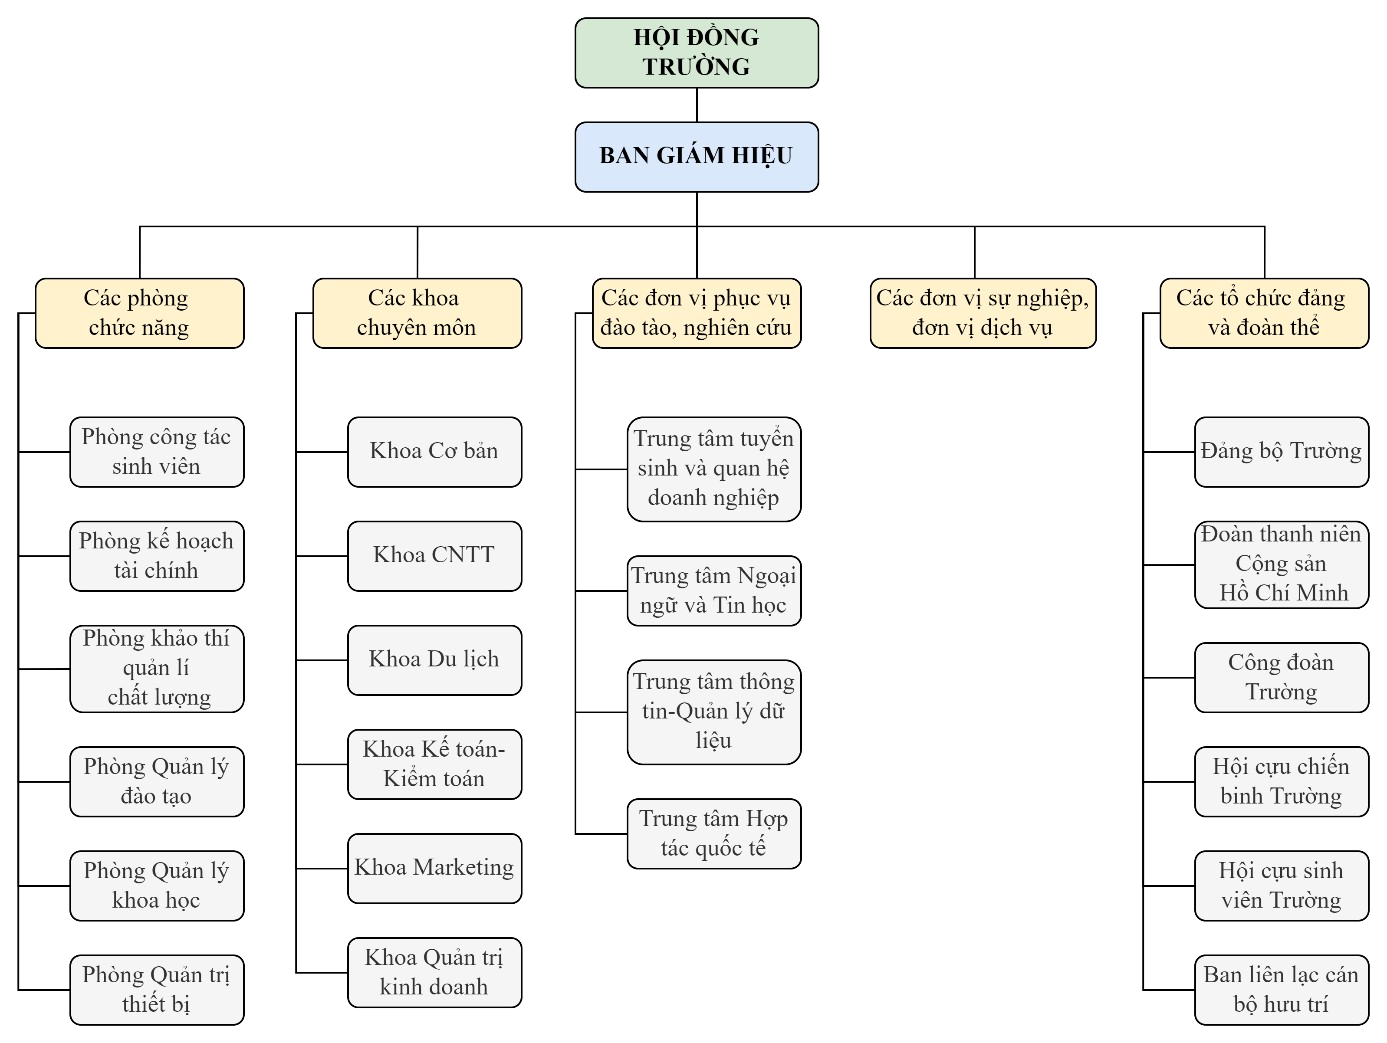 HỘI ĐỒNG
TRƯỜNG
BAN GIÁM HIỆU
Các phòng
chức năng
Các khoa
chuyên môn
Các đơn vị phục vụ
đào tào, nghiên cứu
Các đơn vị sự nghiệp,
đơn vị dịch vụ
Các tổ chức đảng
và đoàn thể
Phòng công tác
sinh viên
Phòng kế hoạch
tài chính
Phòng khảo thí
quản lí
chất lượng
Phòng Quản lý
đào tạo
Phòng Quản lý
khoa học
Phòng Quản trị
thiết bị
Khoa Cơ bản
Khoa CNTT
Khoa Du lịch
Khoa Kế toán-
Kiểm toán
Khoa Marketing
Khoa Quản trị
kinh doanh
Trung tâm tuyển
sinh và quan hệ
doanh nghiệp
Trung tâm Ngoại
ngữ và Tin học
Trung tâm thông
tin-Quản lý dữ
liệu
Trung tâm Hợp
tác quốc tế
Đảng bộ Trường
Đoàn thanh niên
Cộng sản
Hồ Chí Minh
Công đoàn
Trường
Hội cựu chiến
binh Trường
Hội cựu sinh
viên Trường
Ban liên lạc cán
bộ hưu trí